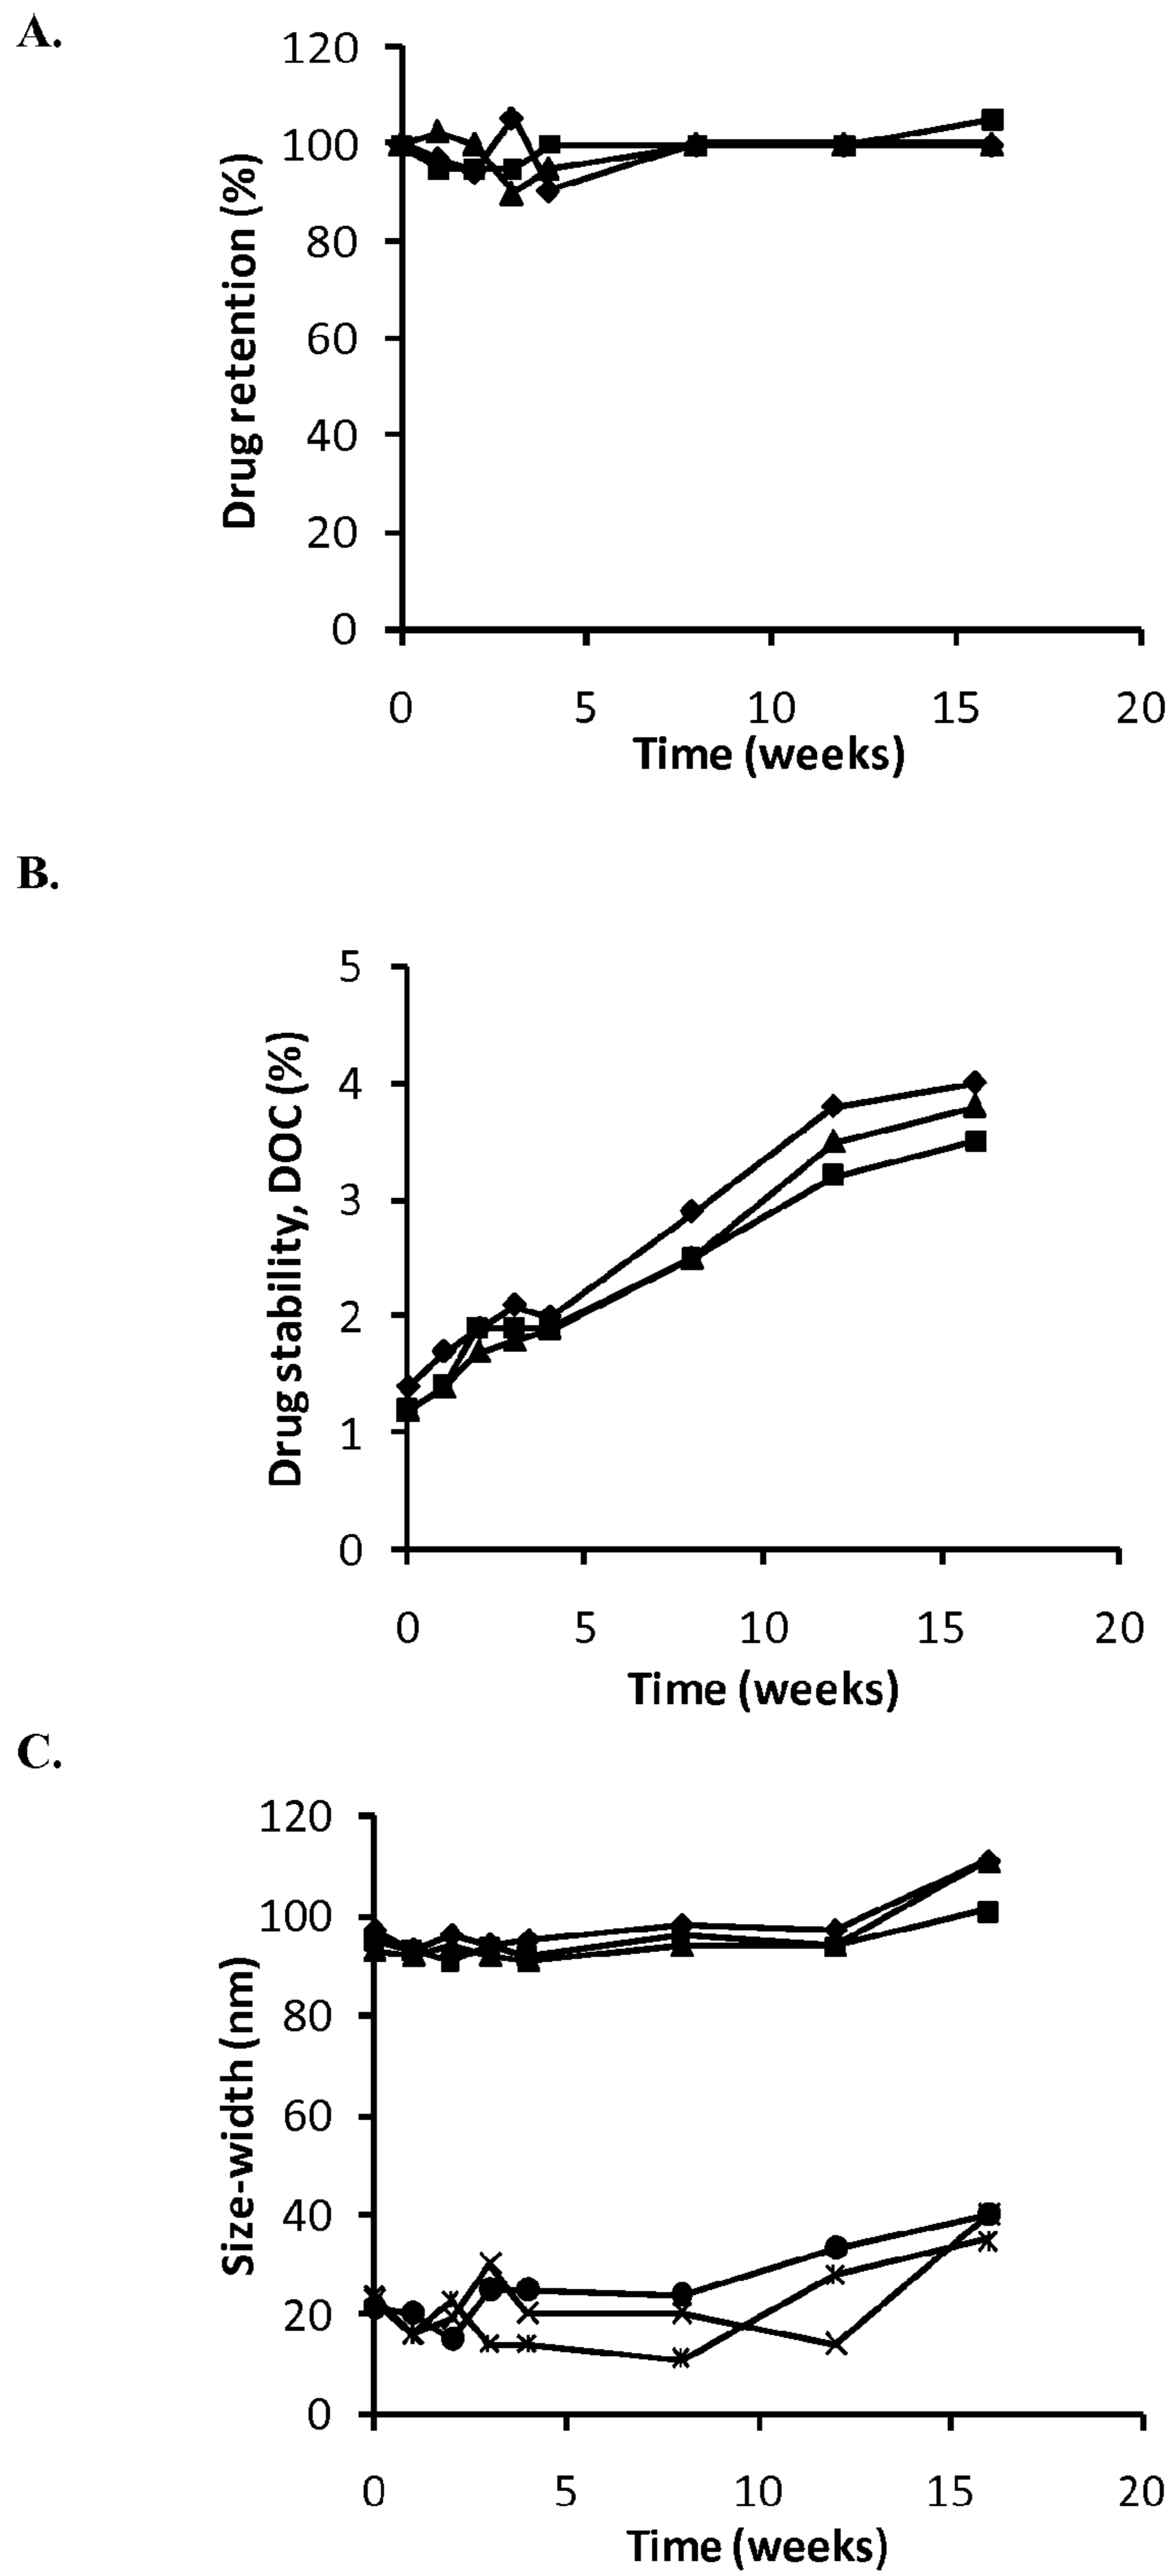 A.
120
100
80
60
40
20
0
Drug retention (%)
0 5 10 15 20
Time (weeks)
B.
5
4
3
2
1
0
Drug stability, DOC (%)
0 5 10 15 20
Time (weeks)
C.
120
100
80
60
40
20
0
Size-width (nm)
0 5 10 15 20
Time (weeks)